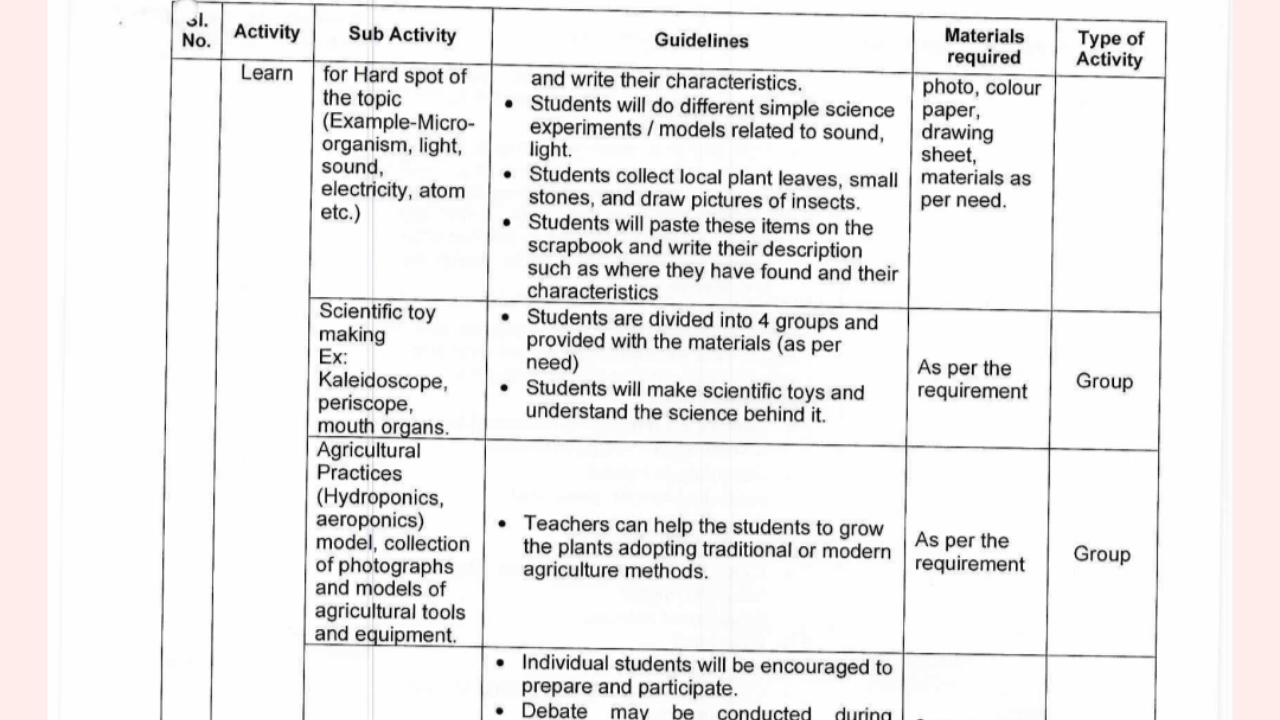 Sl.
No.
Activity
Sub Activity
Guidelines
Materials
required
Type of
Activity
Learn
for Hard spot of
the topic
(Example-Micro-
organism, light,
sound,
electricity, atom
etc.)
and write their characteristics.
• Students will do different simple science
experiments / models related to sound,
light.
• Students collect local plant leaves, small
stones, and draw pictures of insects.
• Students will paste these items on the
scrapbook and write their description
such as where they have found and their
characteristics
photo, colour
paper,
drawing
sheet,
materials as
per need.
Scientific toy
making
Ex:
Kaleidoscope,
periscope,
mouth organs.
• Students are divided into 4 groups and
provided with the materials (as per
need)
• Students will make scientific toys and
understand the science behind it.
As per the
requirement
Group
Agricultural
Practices
(Hydroponics,
aeroponics)
model, collection
of photographs
and models of
agricultural tools
and equipment.
• Teachers can help the students to grow
the plants adopting traditional or modern
agriculture methods.
As per the
requirement
Group
• Individual students will be encouraged to
prepare and participate.
• Debate may be conducted during